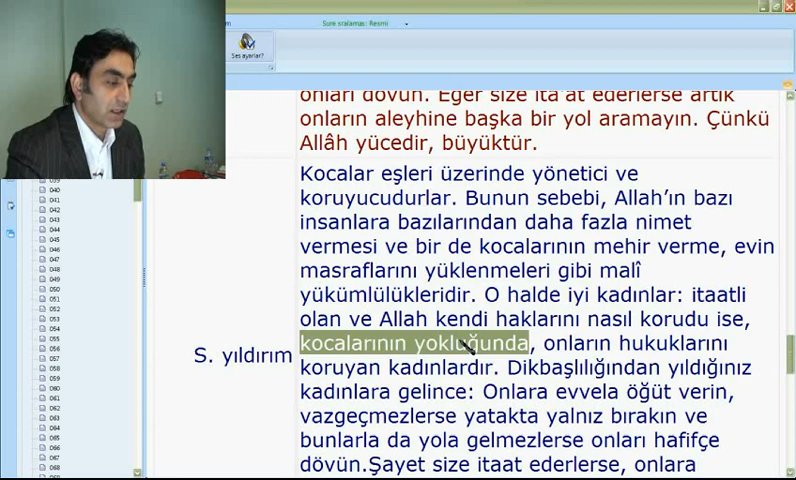 Sure sralamas: Resmi
Ses ayarlar?
onları dövün. Eğer size ita'at ederlerse artık
onların aleyhine başka bir yol aramayın. Çünkü
Allâh yücedir, büyüktür.
S. yıldırım
Kocalar eşleri üzerinde yönetici ve
koruyucudurlar. Bunun sebebi, Allah'ın bazı
insanlara bazılarından daha fazla nimet
vermesi ve bir de kocalarının mehir verme, evin
masraflarını yüklenmeleri gibi malî
yükümlülükleridir. O halde iyi kadınlar: itaatli
olan ve Allah kendi haklarını nasıl korudu ise,
kocalarının yokluğunda, onların hukuklarını
koruyan kadınlardır. Dikbaşlılığından yıldığınız
kadınlara gelince: Onlara evvela öğüt verin,
vazgeçmezlerse yatakta yalnız bırakın ve
bunlarla da yola gelmezlerse onları hafifçe
dövün.Şayet size itaat ederlerse, onlara
040
041
042
043
044
045
046
047
048
049
050
051
052
053
054
055
056
057
058
059
060
061
062
063
064
065
066
067
068